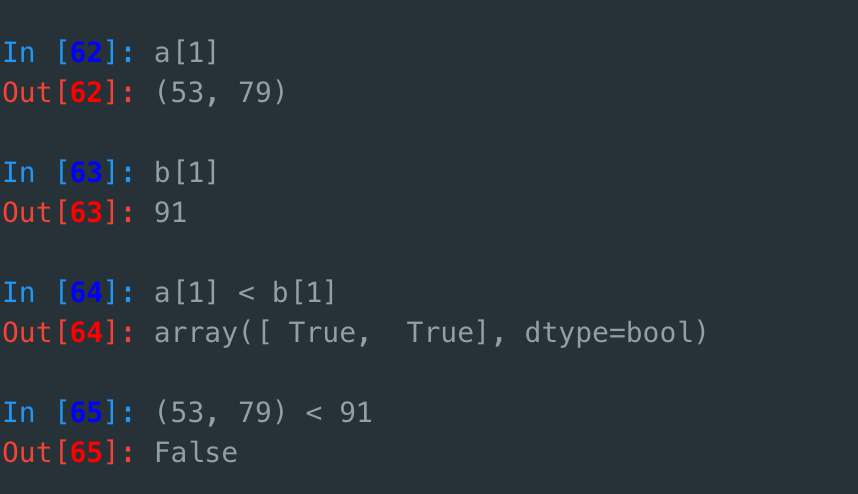 In [62]: a[1]
Out[62]: (53, 79)
In [63]: b[1]
Out[63]: 91
In [64]: a[1] < b[1]
Out[64]: array([ True,  True], dtype=bool)
In [65]: (53, 79) < 91
Out[65]: False